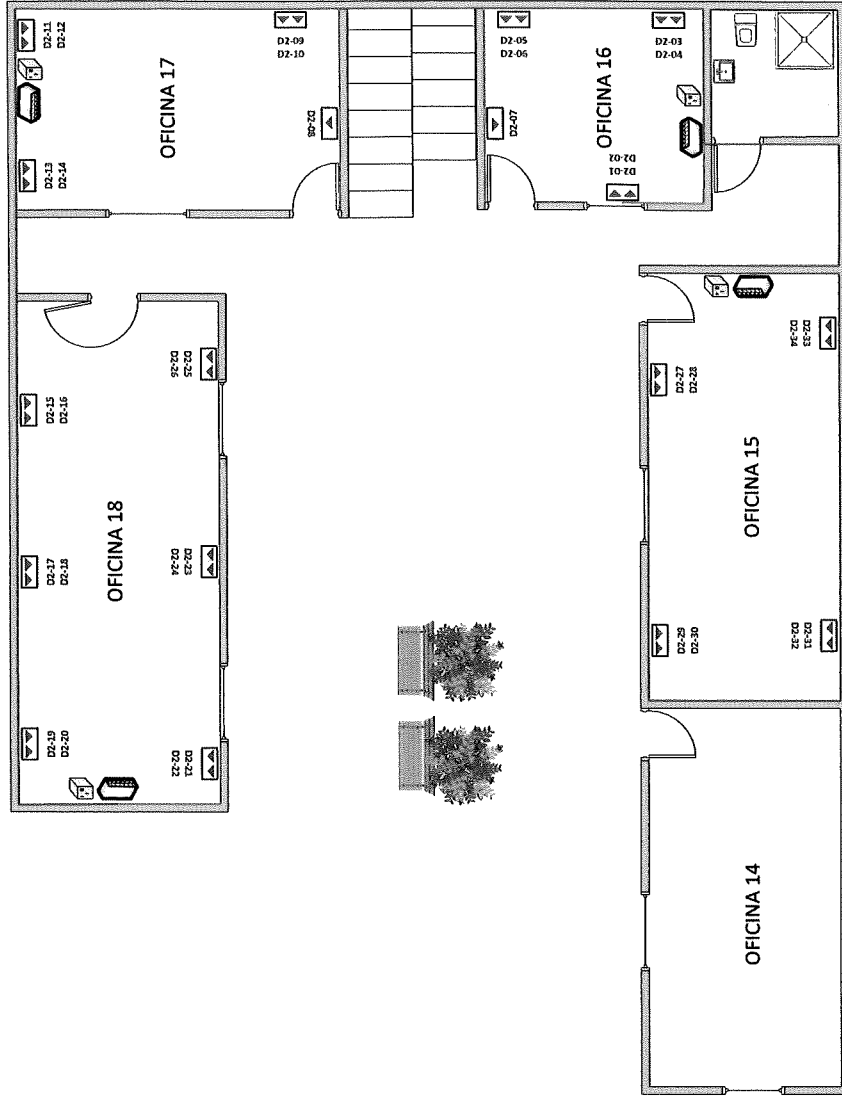 D2-11
D2-12
D2-09
D2-10
OFICINA 17
D2-08
D2-13
D2-14
D2-05
D2-06
D2-03
D2-04
OFICINA 16
D2-07
D2-01
D2-02
D2-15
D2-16
D2-25
D2-26
OFICINA 18
D2-17
D2-18
D2-23
D2-24
D2-19
D2-20
D2-21
D2-22
D2-27
D2-28
D2-33
D2-34
OFICINA 15
D2-29
D2-30
D2-31
D2-32
OFICINA 14